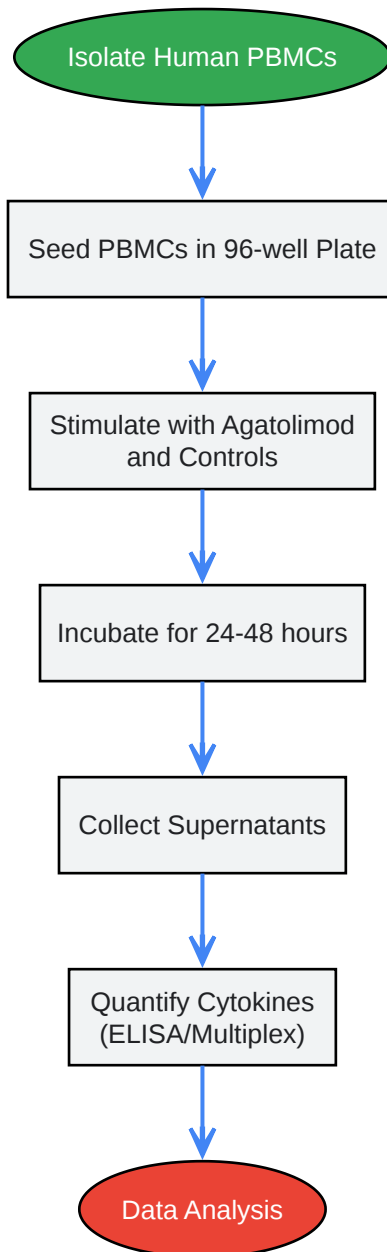 Isolate Human PBMCs
Seed PBMCs in 96-well Plate
Stimulate with Agatolimod
and Controls
Incubate for 24-48 hours
Collect Supernatants
Quantify Cytokines
(ELISA/Multiplex)
Data Analysis